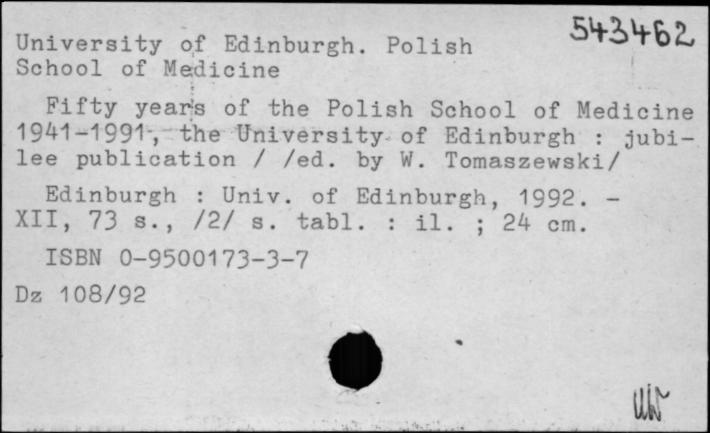 543462
University of Edinburgh. Polish
School of Medicine
Fifty years of the Polish School of Medicine
1941-1991, the University of Edinburgh : jubi-
lee publication / /ed. by W. Tomaszewski/
Edinburgh : Univ. of Edinburgh, 1992. -
XII, 73 s., /2/ s. tabl. : il. ; 24 cm.
ISBN 0-9500173-3-7
Dz 108/92